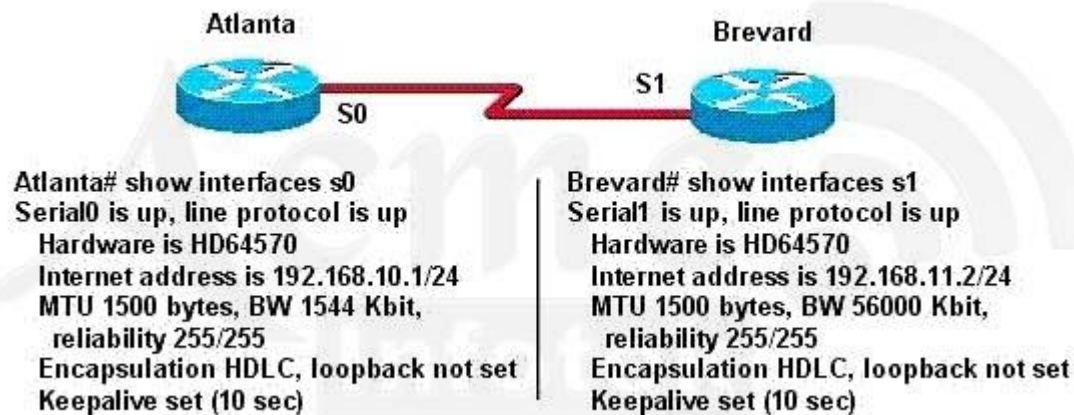 Atlanta
Brevard
S0
S1
Atlanta# show interfaces s0
Serial0 is up, line protocol is up
Hardware is HD64570
Internet address is 192.168.10.1/24
MTU 1500 bytes, BW 1544 Kbit,
reliability 255/255
Encapsulation HDLC, loopback not set
Keepalive set (10 sec)
Brevard# show interfaces s1
Serial1 is up, line protocol is up
Hardware is HD64570
Internet address is 192.168.11.2/24
MTU 1500 bytes, BW 56000 Kbit,
reliability 255/255
Encapsulation HDLC, loopback not set
Keepalive set (10 sec)